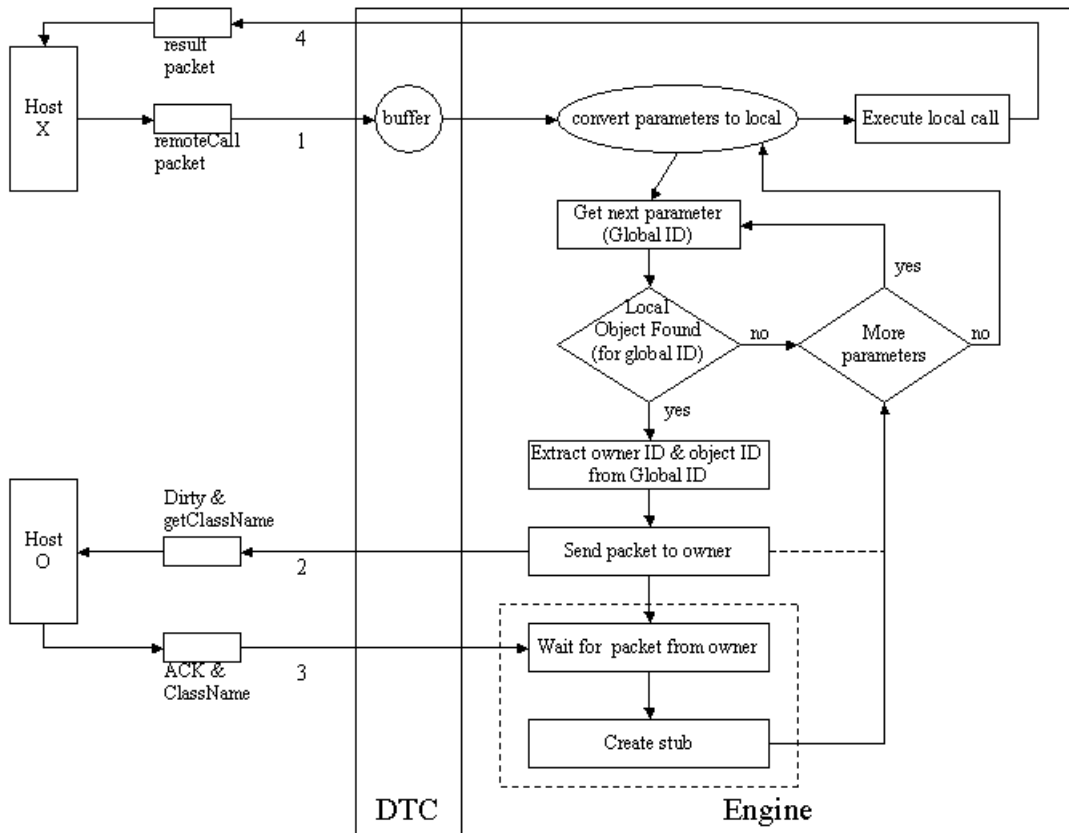 4
result
packet
Host
X
remoteCall
packet
1
buffer
convert parameters to local
Execute local call
Get next parameter
(Global ID)
yes
Local
Object Found
(for global ID)
no
More
parameters
no
yes
Extract owner ID & object ID
from Global ID
Dirty &
getClassName
Host
O
2
Send packet to owner
Wait for packet from owner
ACK &
ClassName
3
Create stub
DTC
Engine